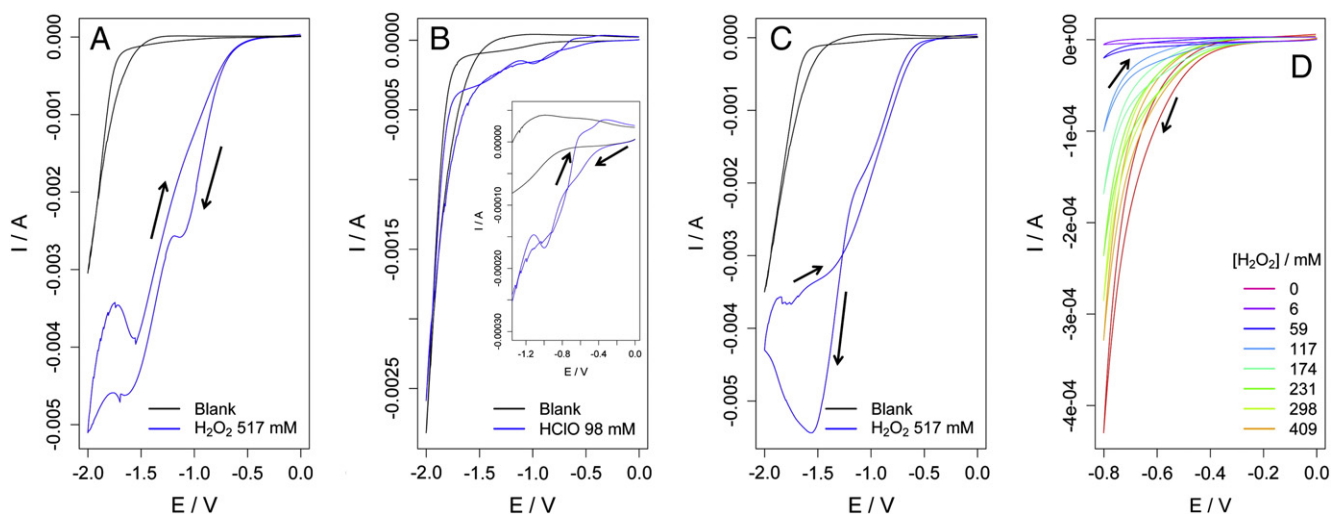 A
I / A
0.000
-0.001
-0.002
-0.003
-0.004
-0.005
Blank
H₂O₂ 517 mM
-2.0 -1.5 -1.0 -0.5 0.0
E / V
B
I / A
0.0000
-0.0005
-0.0015
-0.0025
I / A
0.00000
-0.00010
-0.00020
-0.00030
-1.2 -0.8 -0.4 0.0
E / V
Blank
HClO 98 mM
-2.0 -1.5 -1.0 -0.5 0.0
E / V
C
I / A
0.000
-0.001
-0.002
-0.003
-0.004
-0.005
Blank
H₂O₂ 517 mM
-2.0 -1.5 -1.0 -0.5 0.0
E / V
D
I / A
0e+00
-1e-04
-2e-04
-3e-04
-4e-04
[H₂O₂] / mM
0
6
59
117
174
231
298
409
-0.8 -0.6 -0.4 -0.2 0.0
E / V